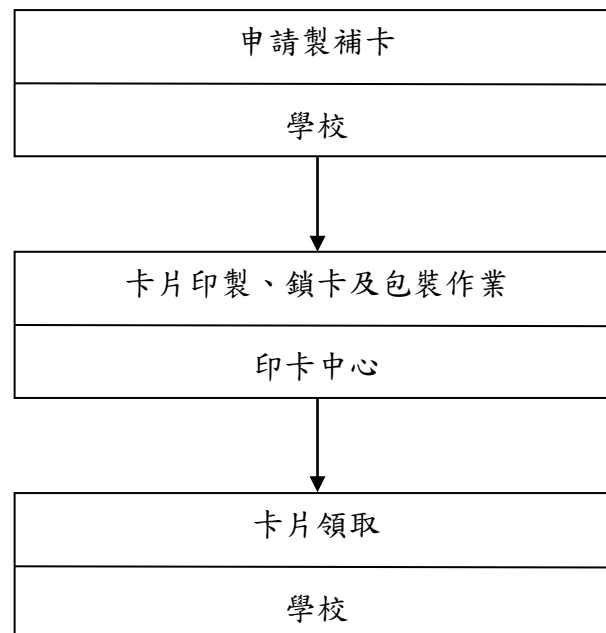 申請製補卡
學校
卡片印製、鎖卡及包裝作業
印卡中心
卡片領取
學校